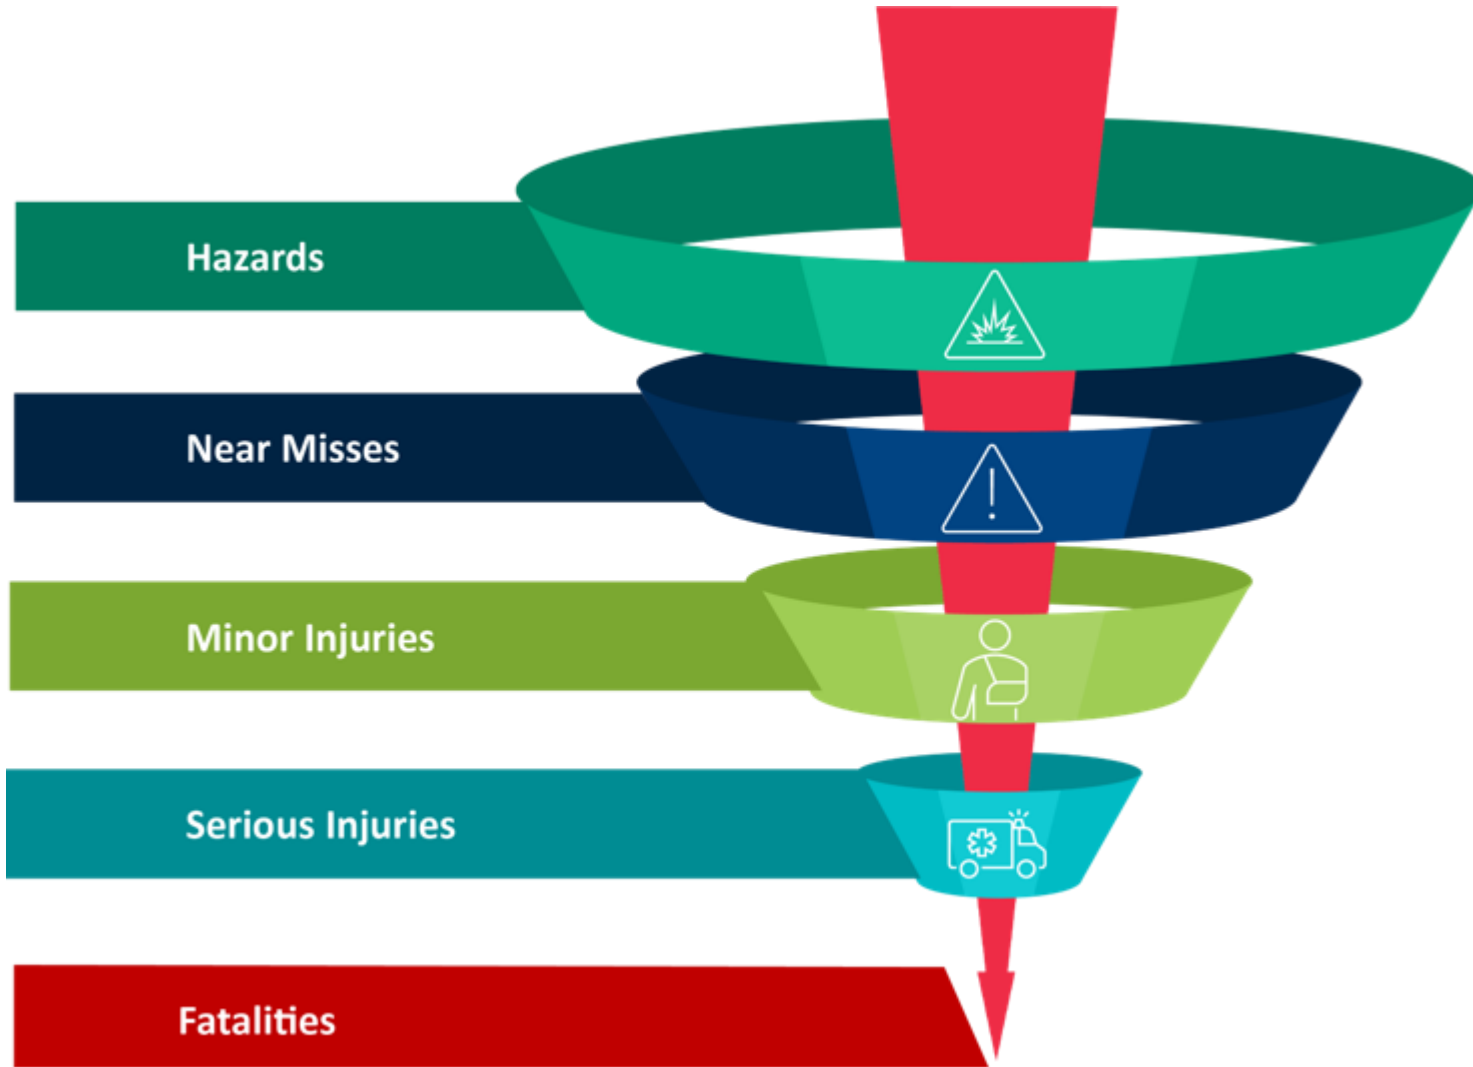 Hazards
Near Misses
Minor Injuries
Serious Injuries
Fatalities